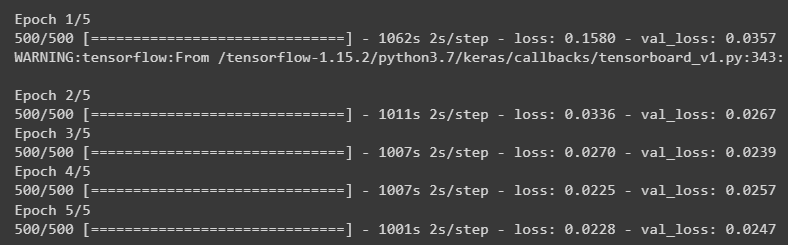 Epoch 1/5
500/500 [==============================] - 1062s 2s/step - loss: 0.1580 - val_loss: 0.0357
WARNING:tensorflow:From /tensorflow-1.15.2/python3.7/keras/callbacks/tensorboard_v1.py:343:
Epoch 2/5
500/500 [==============================] - 1011s 2s/step - loss: 0.0336 - val_loss: 0.0267
Epoch 3/5
500/500 [==============================] - 1007s 2s/step - loss: 0.0270 - val_loss: 0.0239
Epoch 4/5
500/500 [==============================] - 1007s 2s/step - loss: 0.0225 - val_loss: 0.0257
Epoch 5/5
500/500 [==============================] - 1001s 2s/step - loss: 0.0228 - val_loss: 0.0247